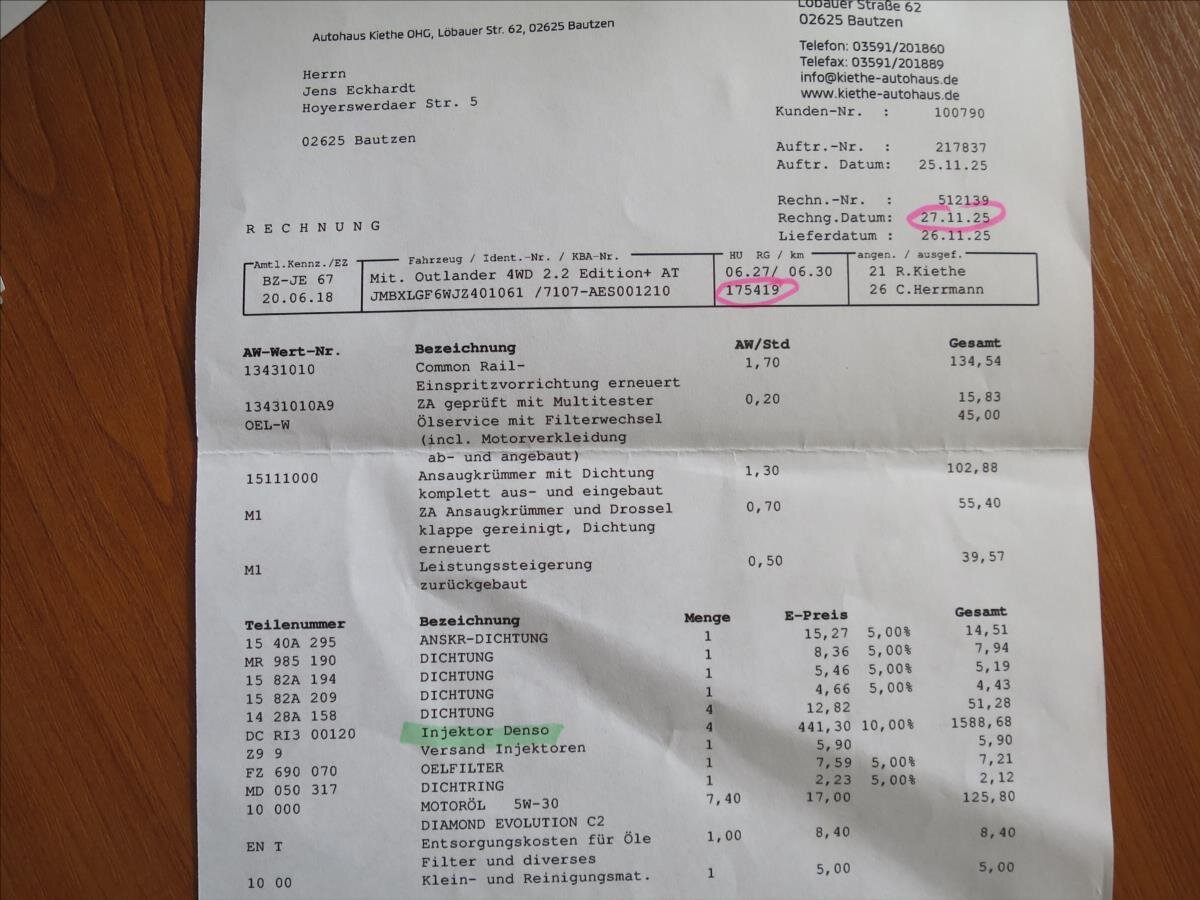 Autohaus Kiethe OHG, Löbauer Str. 62, 02625 Bautzen
Löbauer Straße 62
02625 Bautzen
Telefon: 03591/201860
Telefax: 03591/201889
info@kiethe-autohaus.de
www.kiethe-autohaus.de
Herrn
Jens Eckhardt
Hoyerswerdaer Str. 5
02625 Bautzen
Kunden-Nr. : 100790
Auftr.-Nr. : 217837
Auftr. Datum: 25.11.25
Rechn.-Nr. : 512139
Rechng.Datum: 27.11.25
Lieferdatum : 26.11.25
R E C H N U N G
Amtl.Kennz./EZ Fahrzeug / Ident.-Nr. / KBA-Nr. HU RG / km angen. / ausgef.
BZ-JE 67 Mit. Outlander 4WD 2.2 Edition+ AT 06.27/ 06.30 21 R.Kiethe
20.06.18 JMBXLGF6WJZ401061 /7107-AES001210 175419 26 C.Herrmann
AW-Wert-Nr. Bezeichnung AW/Std Gesamt
13431010 Common Rail- 1,70 134,54
Einspritzvorrichtung erneuert
13431010A9 ZA geprüft mit Multitester 0,20 15,83
OEL-W Ölservice mit Filterwechsel 45,00
(incl. Motorverkleidung
ab- und angebaut)
15111000 Ansaugkrümmer mit Dichtung 1,30 102,88
komplett aus- und eingebaut
M1 ZA Ansaugkrümmer und Drossel 0,70 55,40
klappe gereinigt, Dichtung
erneuert
M1 Leistungssteigerung 0,50 39,57
zurückgebaut
Teilenummer Bezeichnung Menge E-Preis Gesamt
15 40A 295 ANSKR-DICHTUNG 1 15,27 5,00% 14,51
MR 985 190 DICHTUNG 1 8,36 5,00% 7,94
15 82A 194 DICHTUNG 1 5,46 5,00% 5,19
15 82A 209 DICHTUNG 1 4,66 5,00% 4,43
14 28A 158 DICHTUNG 4 12,82 51,28
DC RI3 00120 Injektor Denso 4 441,30 10,00% 1588,68
Z9 9 Versand Injektoren 1 5,90 5,90
FZ 690 070 OELFILTER 1 7,59 5,00% 7,21
MD 050 317 DICHTRING 1 2,23 5,00% 2,12
10 000 MOTORÖL 5W-30 7,40 17,00 125,80
DIAMOND EVOLUTION C2
EN T Entsorgungskosten für Öle 1,00 8,40 8,40
Filter und diverses
10 00 Klein- und Reinigungsmat. 1 5,00 5,00